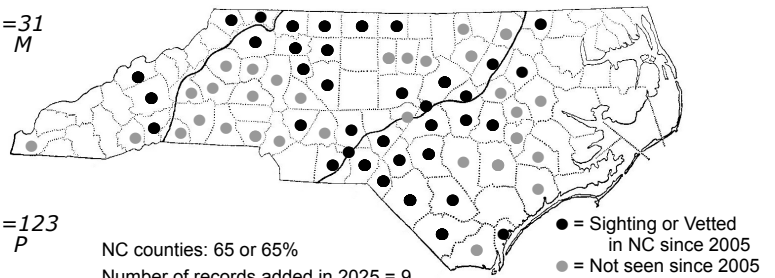 =31
M
=123
P
NC counties: 65 or 65%
Number of records added in 2025 = 9
= Sighting or Vetted
in NC since 2005
= Not seen since 2005